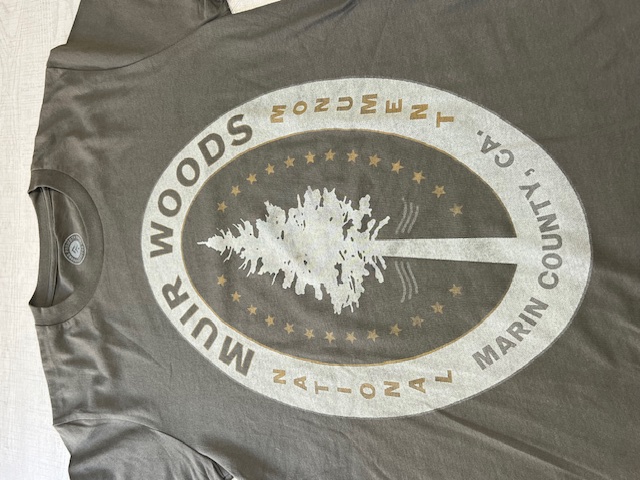 MUIR WOODS
NATIONAL
MONUMENT
MARIN COUNTY, CA.